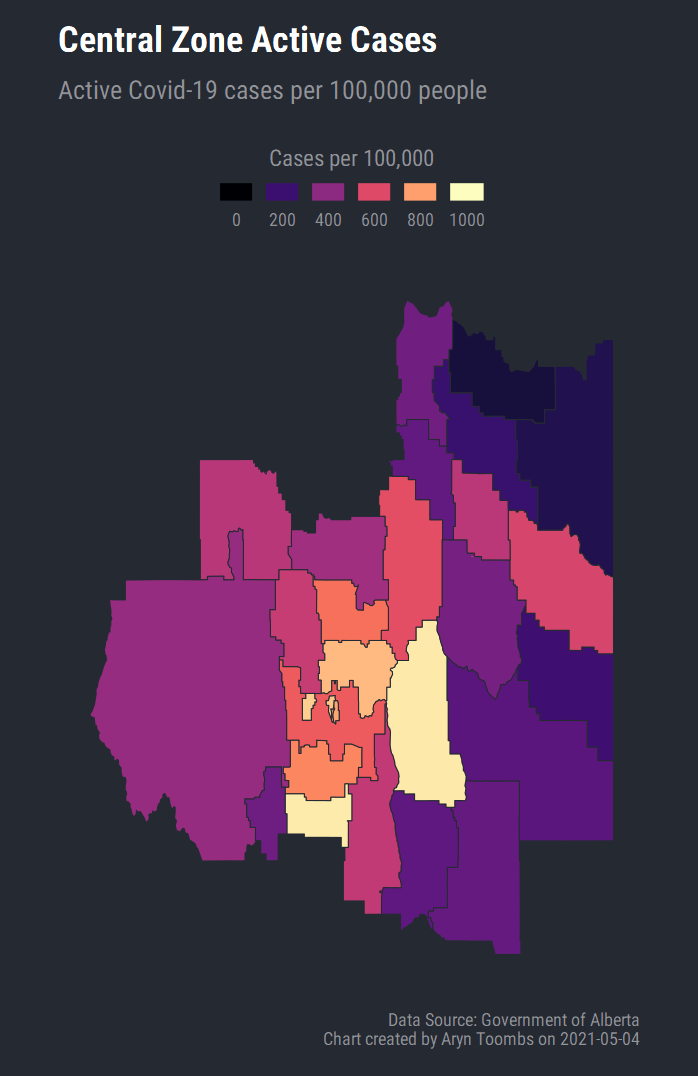 Central Zone Active Cases
Active Covid-19 cases per 100,000 people
Cases per 100,000
0 200 400 600 800 1000
Data Source: Government of Alberta
Chart created by Aryn Toombs on 2021-05-04